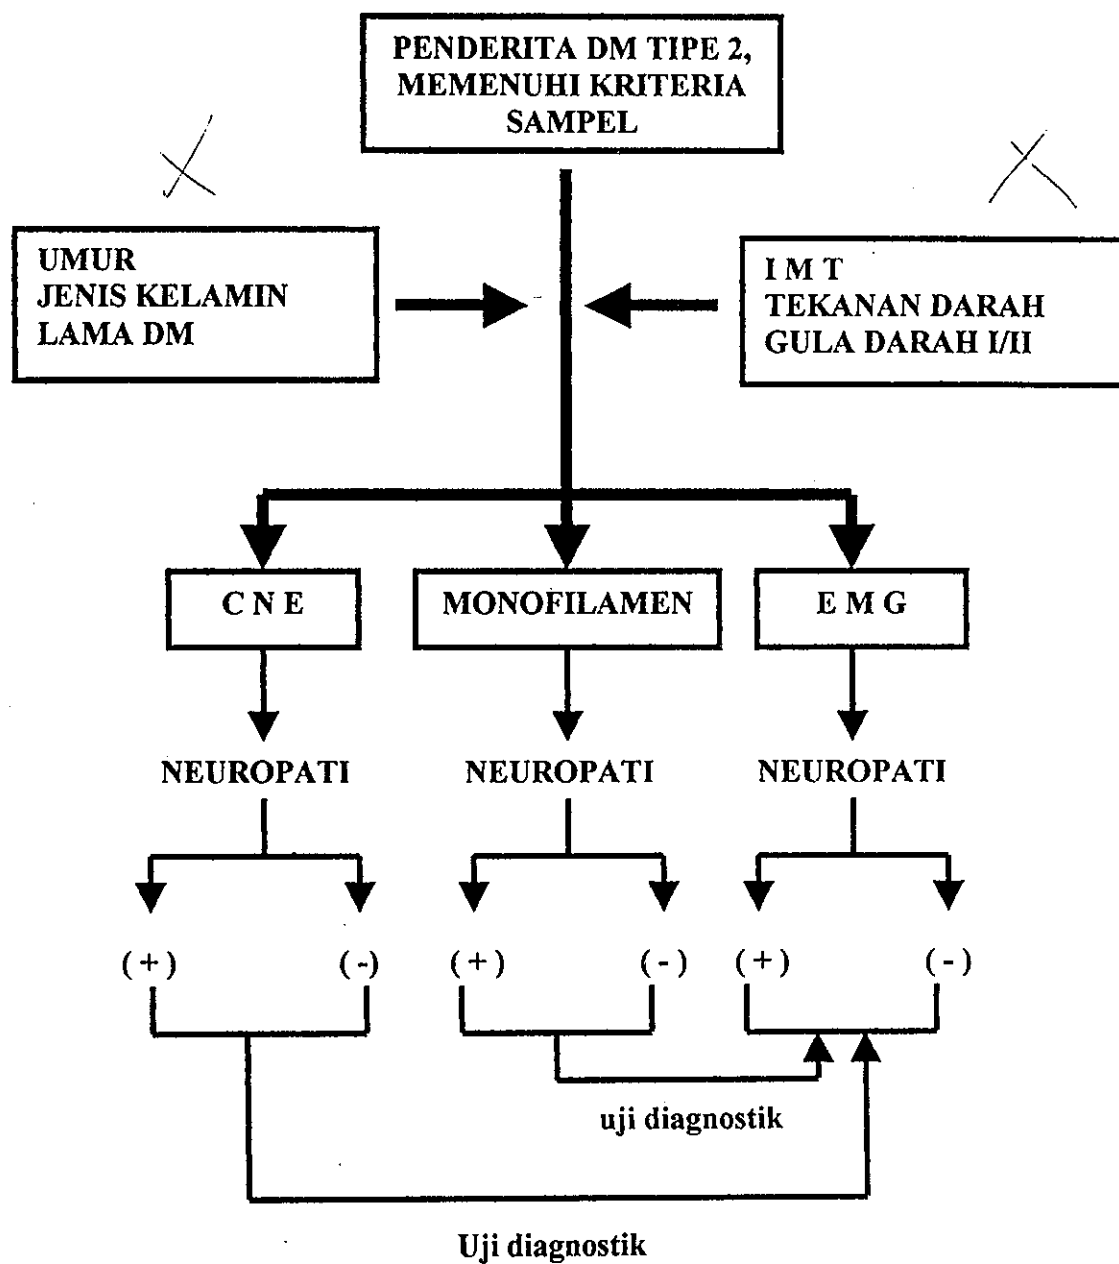 PENDERITA DM TIPE 2,
MEMENUHI KRITERIA
SAMPEL
UMUR
JENIS KELAMIN
LAMA DM
I M T
TEKANAN DARAH
GULA DARAH I/II
C N E
MONOFILAMEN
E M G
NEUROPATI
NEUROPATI
NEUROPATI
(+)
(-)
(+)
(-)
(+)
(-)
uji diagnostik
Uji diagnostik